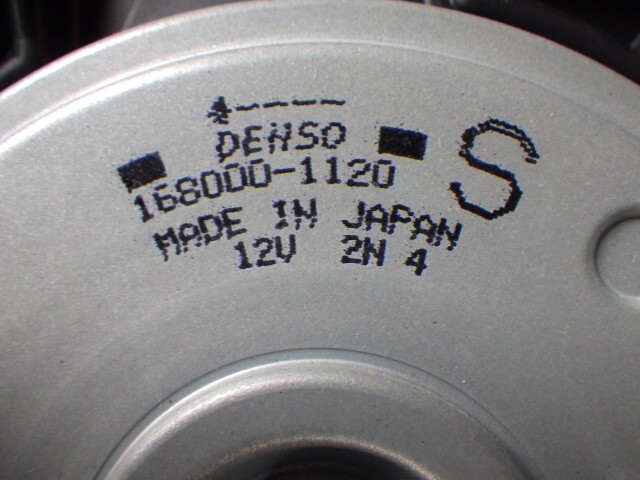 DENSO
168000-1120
S
MADE IN JAPAN
12V 2N 4